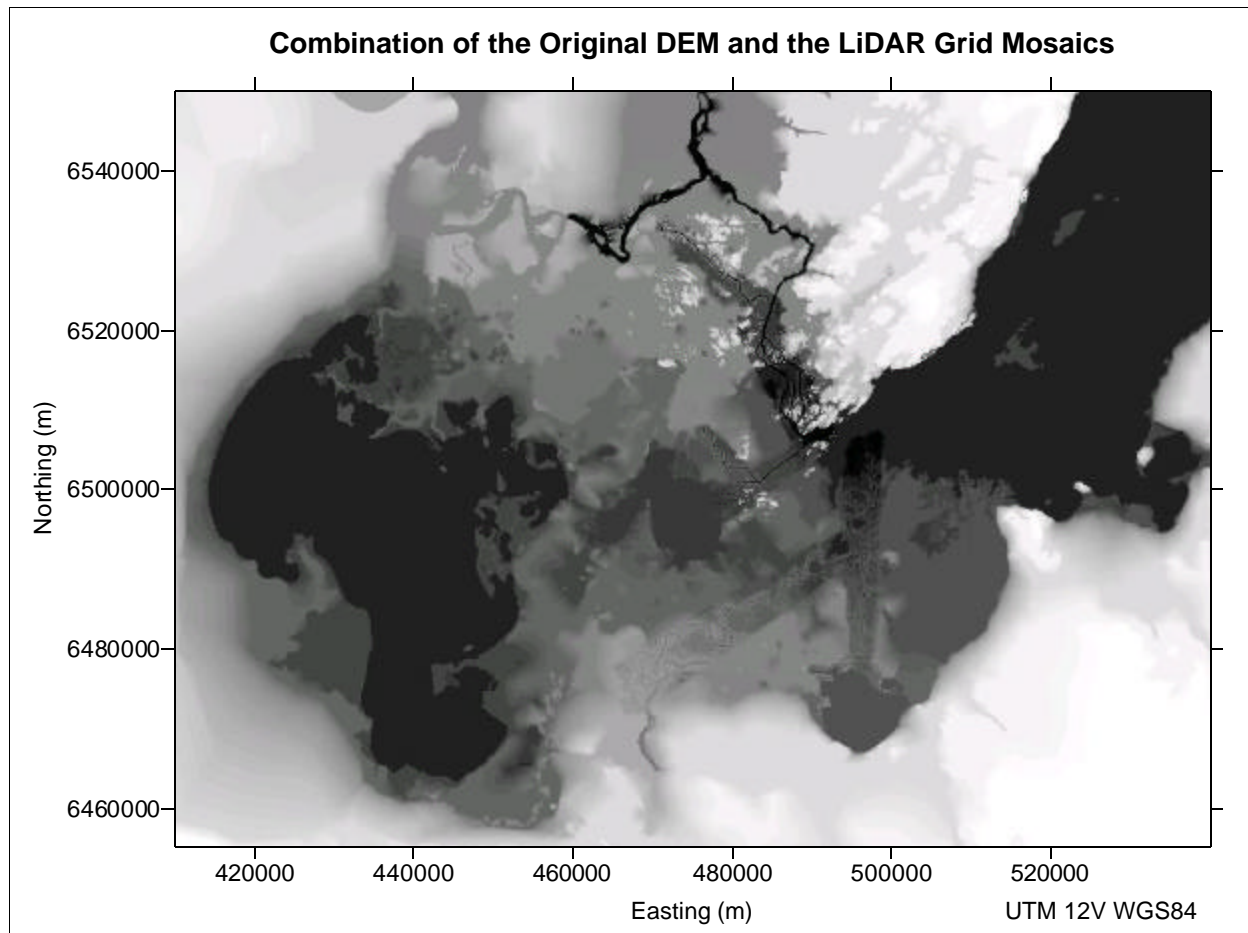 Combination of the Original DEM and the LiDAR Grid Mosaics
6540000
6520000
6500000
6480000
6460000
Northing (m)
420000 440000 460000 480000 500000 520000
Easting (m)
UTM 12V WGS84